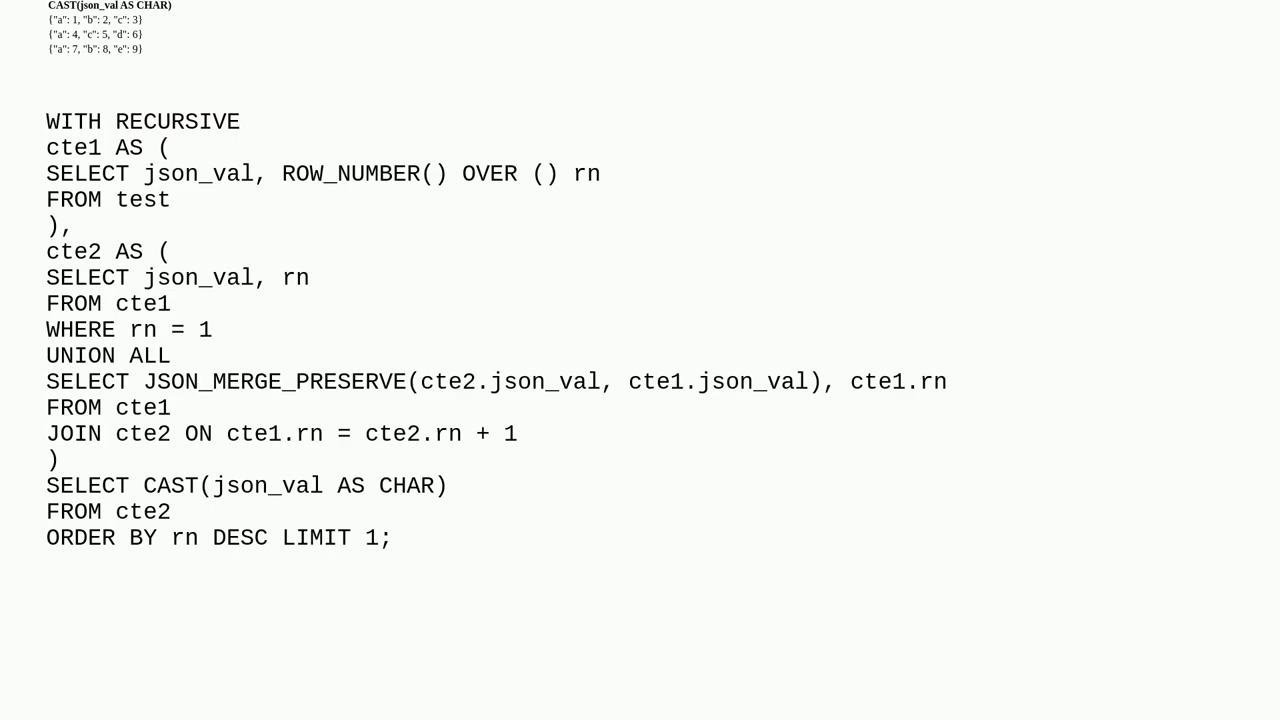 CAST(json_val AS CHAR)
{"a": 1, "b": 2, "c": 3}
{"a": 4, "c": 5, "d": 6}
{"a": 7, "b": 8, "e": 9}
WITH RECURSIVE
cte1 AS (
SELECT json_val, ROW_NUMBER() OVER () rn
FROM test
),
cte2 AS (
SELECT json_val, rn
FROM cte1
WHERE rn = 1
UNION ALL
SELECT JSON_MERGE_PRESERVE(cte2.json_val, cte1.json_val), cte1.rn
FROM cte1
JOIN cte2 ON cte1.rn = cte2.rn + 1
)
SELECT CAST(json_val AS CHAR)
FROM cte2
ORDER BY rn DESC LIMIT 1;